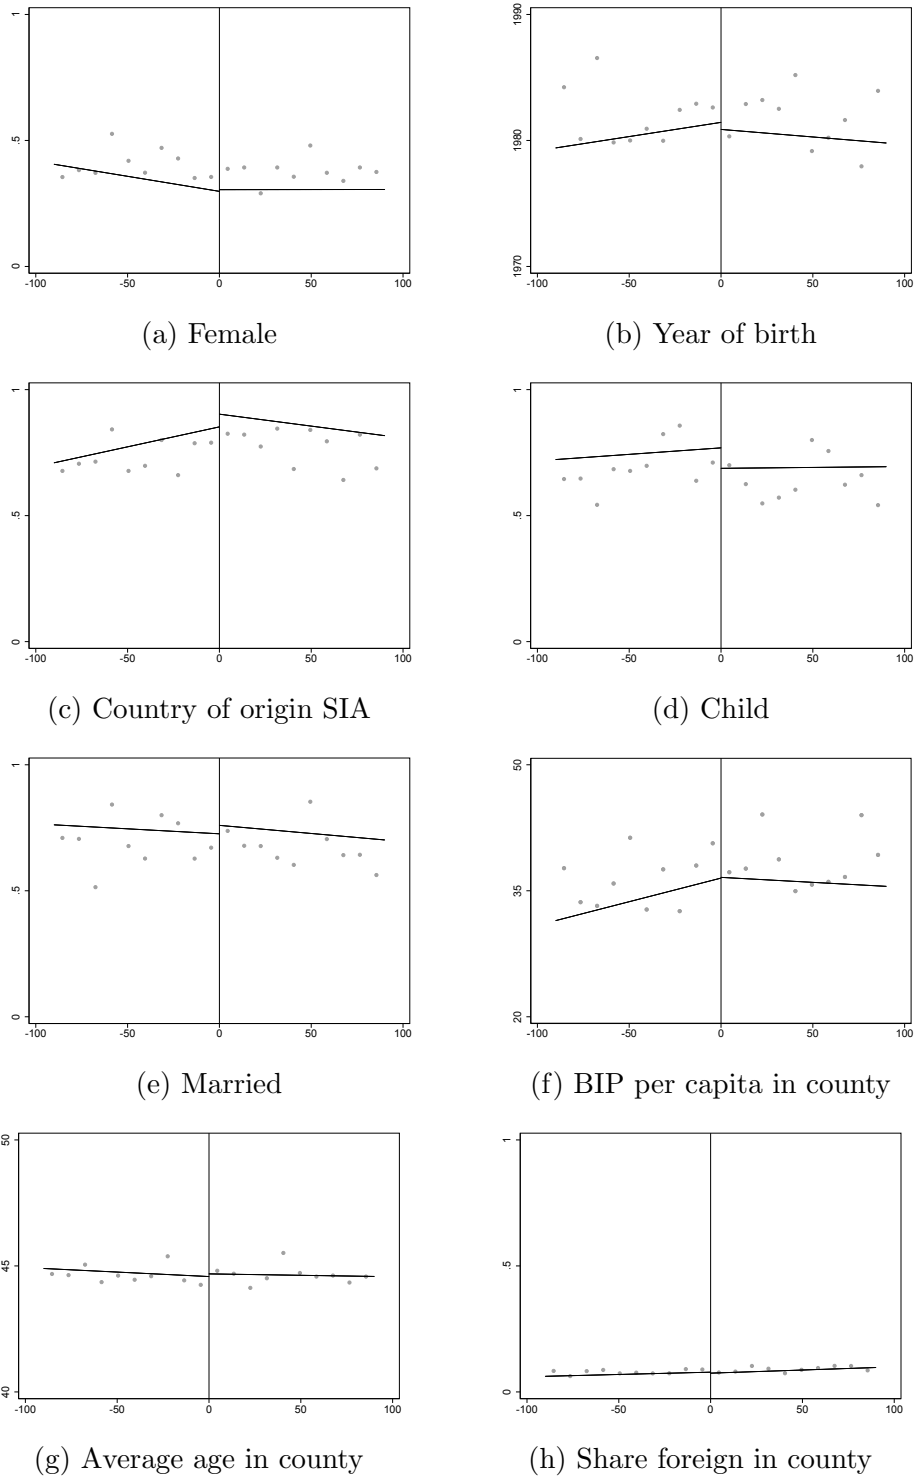 1
.5
0
-100 -50 0 50 100
(a) Female
1990
1980
1970
-100 -50 0 50 100
(b) Year of birth
1
.5
0
-100 -50 0 50 100
(c) Country of origin SIA
1
.5
0
-100 -50 0 50 100
(d) Child
1
.5
0
-100 -50 0 50 100
(e) Married
50
35
20
-100 -50 0 50 100
(f) BIP per capita in county
50
45
40
-100 -50 0 50 100
(g) Average age in county
1
.5
0
-100 -50 0 50 100
(h) Share foreign in county